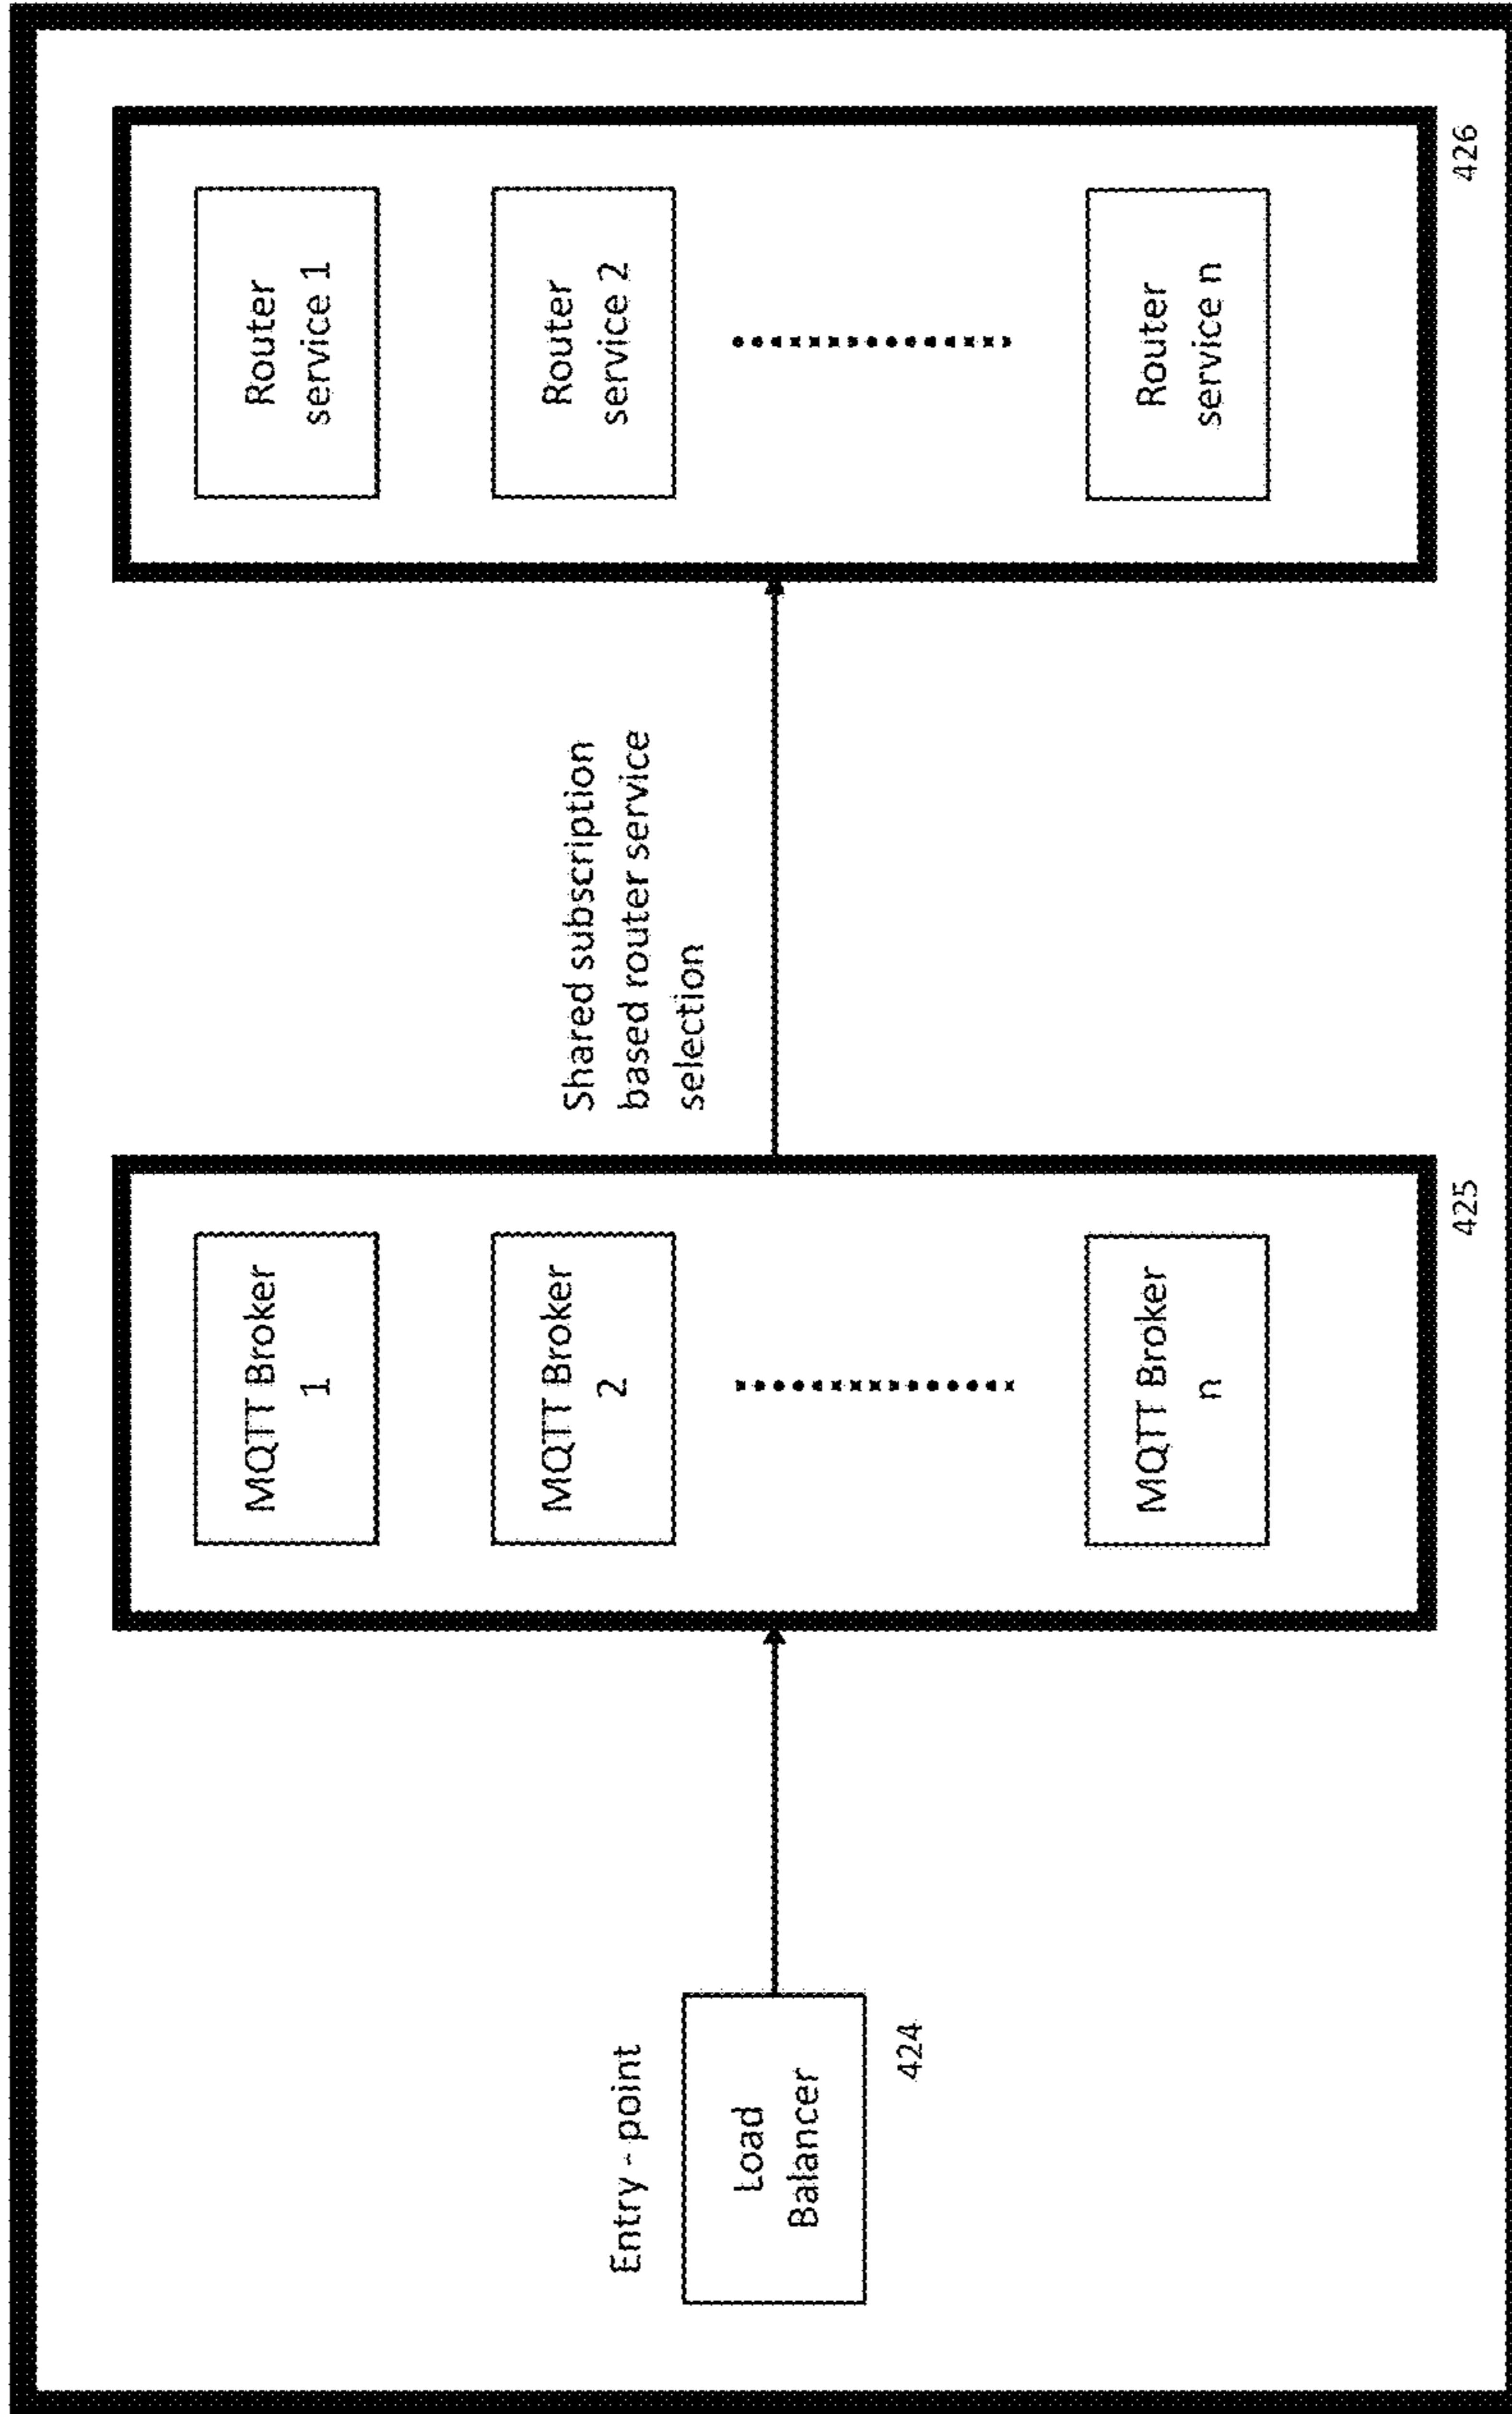 Entry - point
Load
Balancer
424
MQTT Broker
1
MQTT Broker
2
MQTT Broker
n
425
Shared subscription
based router service
selection
Router
service 1
Router
service 2
Router
service n
426